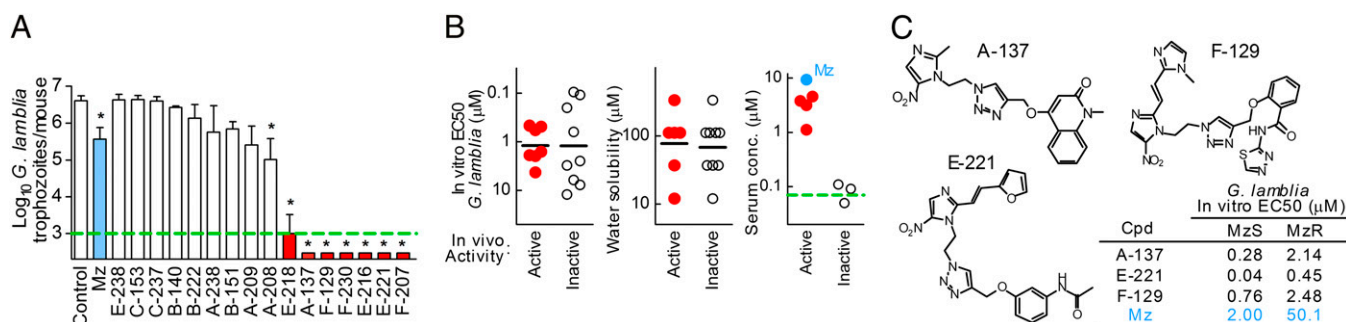 A
Log10 G. lamblia
trophozoites/mouse
7
6
5
4
3
*
*
*
*
*
*
*
*
*
Control
Mz
E-238
C-153
C-237
B-140
B-222
A-238
B-151
A-209
A-208
E-218
A-137
F-129
F-230
E-216
E-221
F-207
B
In vitro EC50 (μM)
G. lamblia
0.1
1
10
Water solubility (μM)
100
10
Serum conc. (μM)
10
1
0.1
Mz
In vivo
Activity:
Active
Inactive
Active
Inactive
Active
Inactive
C
A-137
F-129
E-221
G. lamblia
In vitro EC50 (μM)
Cpd MzS MzR
A-137 0.28 2.14
E-221 0.04 0.45
F-129 0.76 2.48
Mz 2.00 50.1